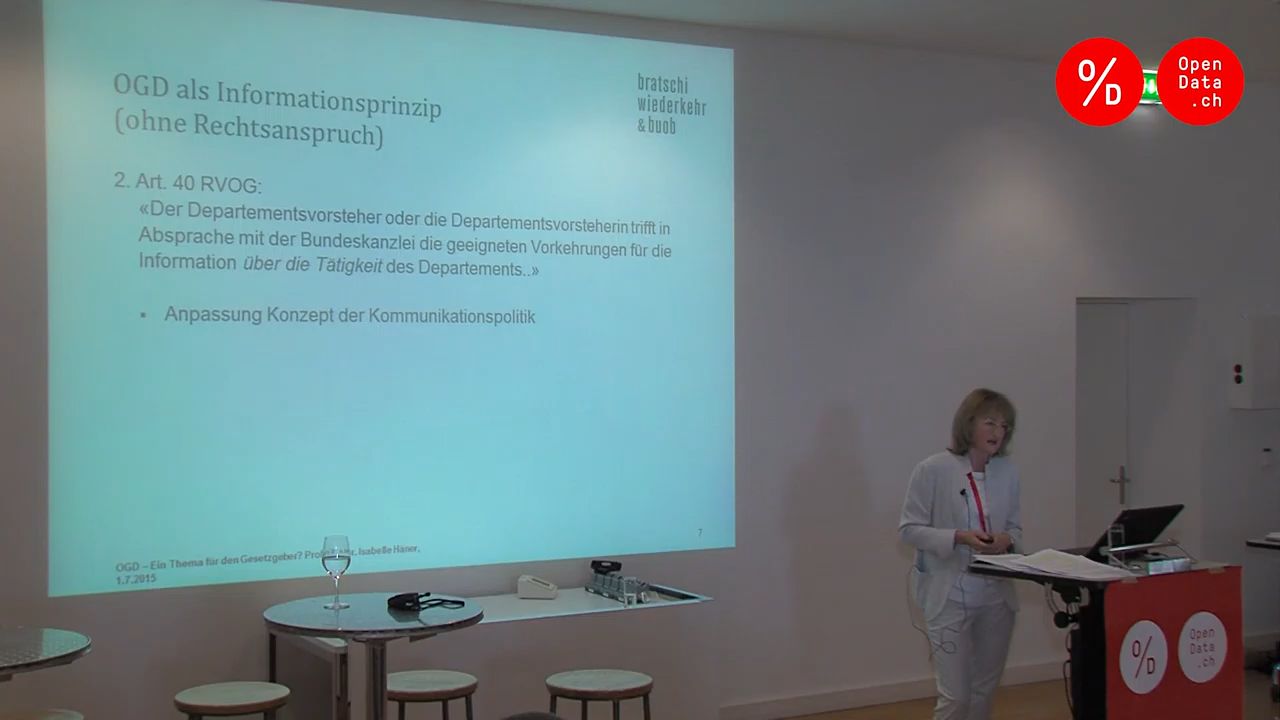 OGD als Informationsprinzip
(ohne Rechtsanspruch)
bratschi
wiederkehr
& buob
2. Art. 40 RVOG:
«Der Departementsvorsteher oder die Departementsvorsteherin trifft in
Absprache mit der Bundeskanzlei die geeigneten Vorkehrungen für die
Information über die Tätigkeit des Departements..»
▪ Anpassung Konzept der Kommunikationspolitik
OGD – Ein Thema für den Gesetzgeber? Isabelle Häner,
1.7.2015
7
%D
Open
Data
.ch
%D
Open
Data
.ch